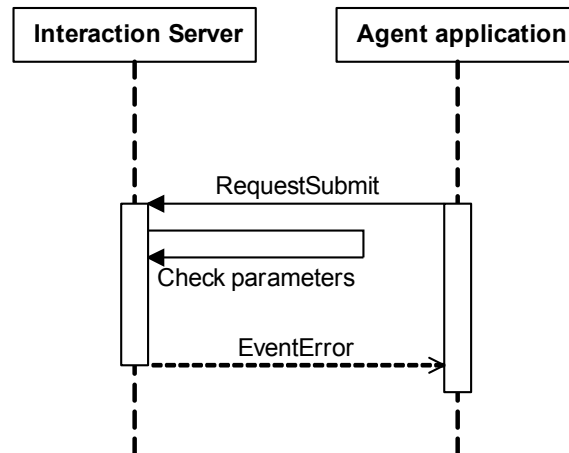 Interaction Server
Agent application
RequestSubmit
Check parameters
EventError